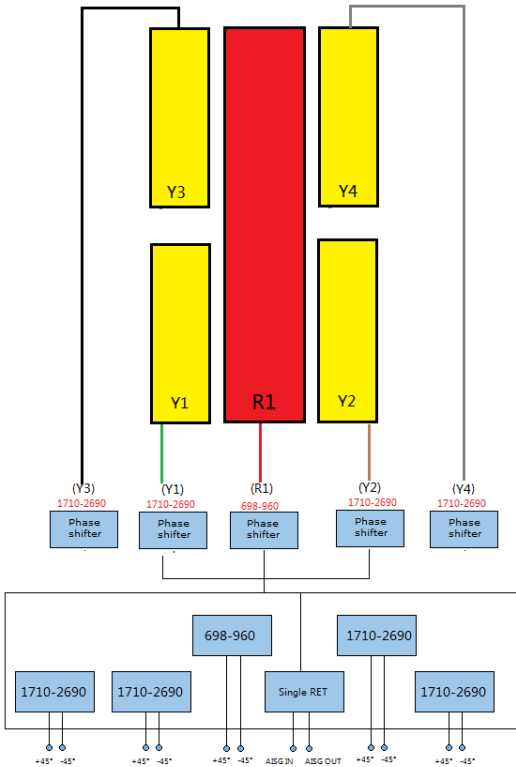 Y3
Y4
Y1
R1
Y2
(Y3)
(Y1)
(R1)
(Y2)
(Y4)
1710-2690
1710-2690
698-960
1710-2690
1710-2690
Phase
shifter
Phase
shifter
Phase
shifter
Phase
shifter
Phase
shifter
698-960
1710-2690
1710-2690
1710-2690
Single RET
1710-2690
+45°
-45°
+45°
-45°
+45°
-45°
AISG IN
AISG OUT
+45°
-45°
+45°
-45°